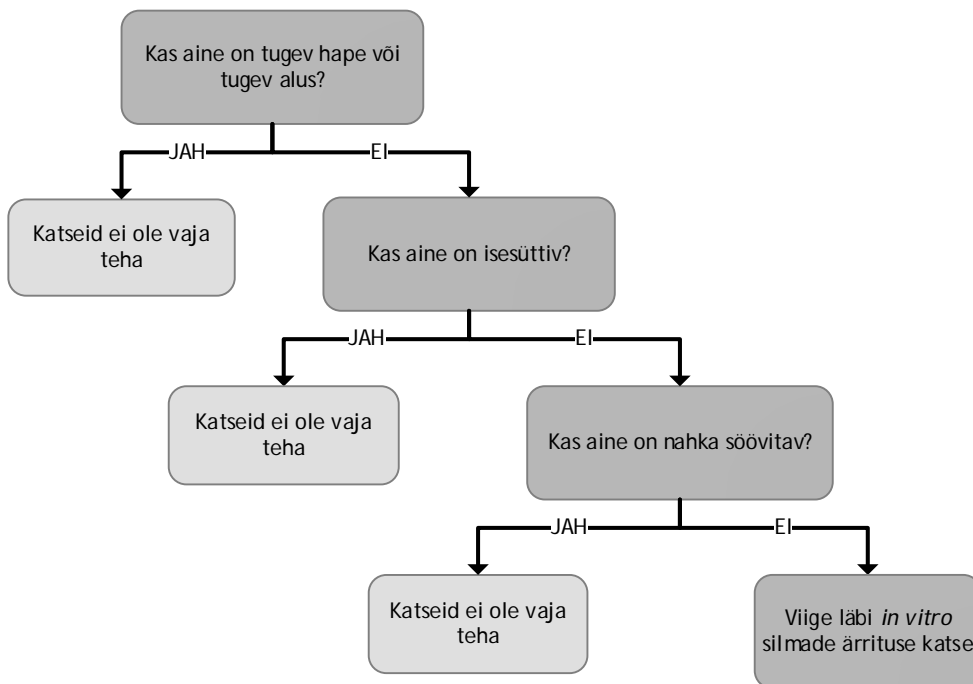 Kas aine on tugev hape või
tugev alus?
JAH
EI
Katseid ei ole vaja
teha
Kas aine on isesüttiv?
JAH
EI
Katseid ei ole vaja
teha
Kas aine on nahka söövitav?
JAH
EI
Katseid ei ole vaja
teha
Viige läbi in vitro
silmade ärrituse katse